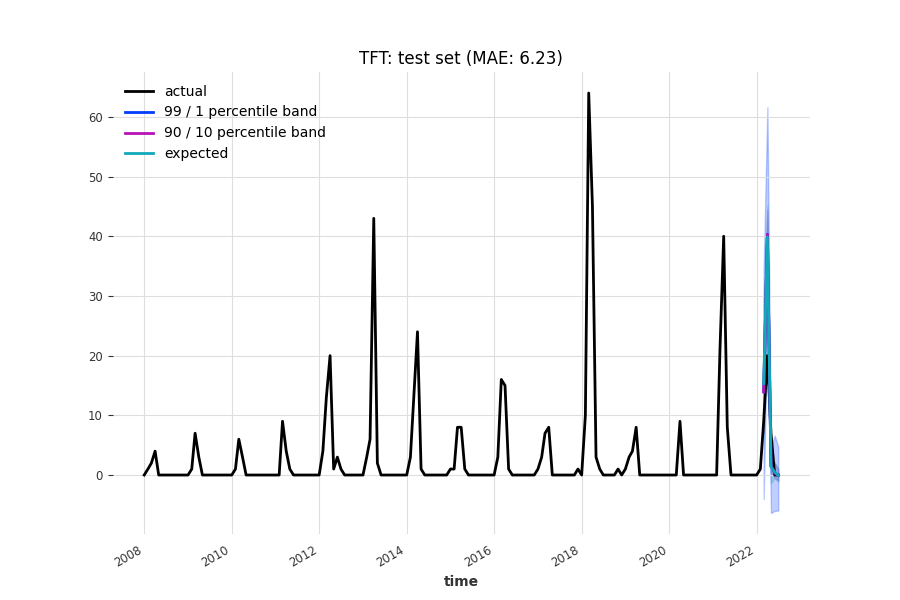 TFT: test set (MAE: 6.23)
actual
99 / 1 percentile band
90 / 10 percentile band
expected
60
50
40
30
20
10
0
2008 2010 2012 2014 2016 2018 2020 2022
time